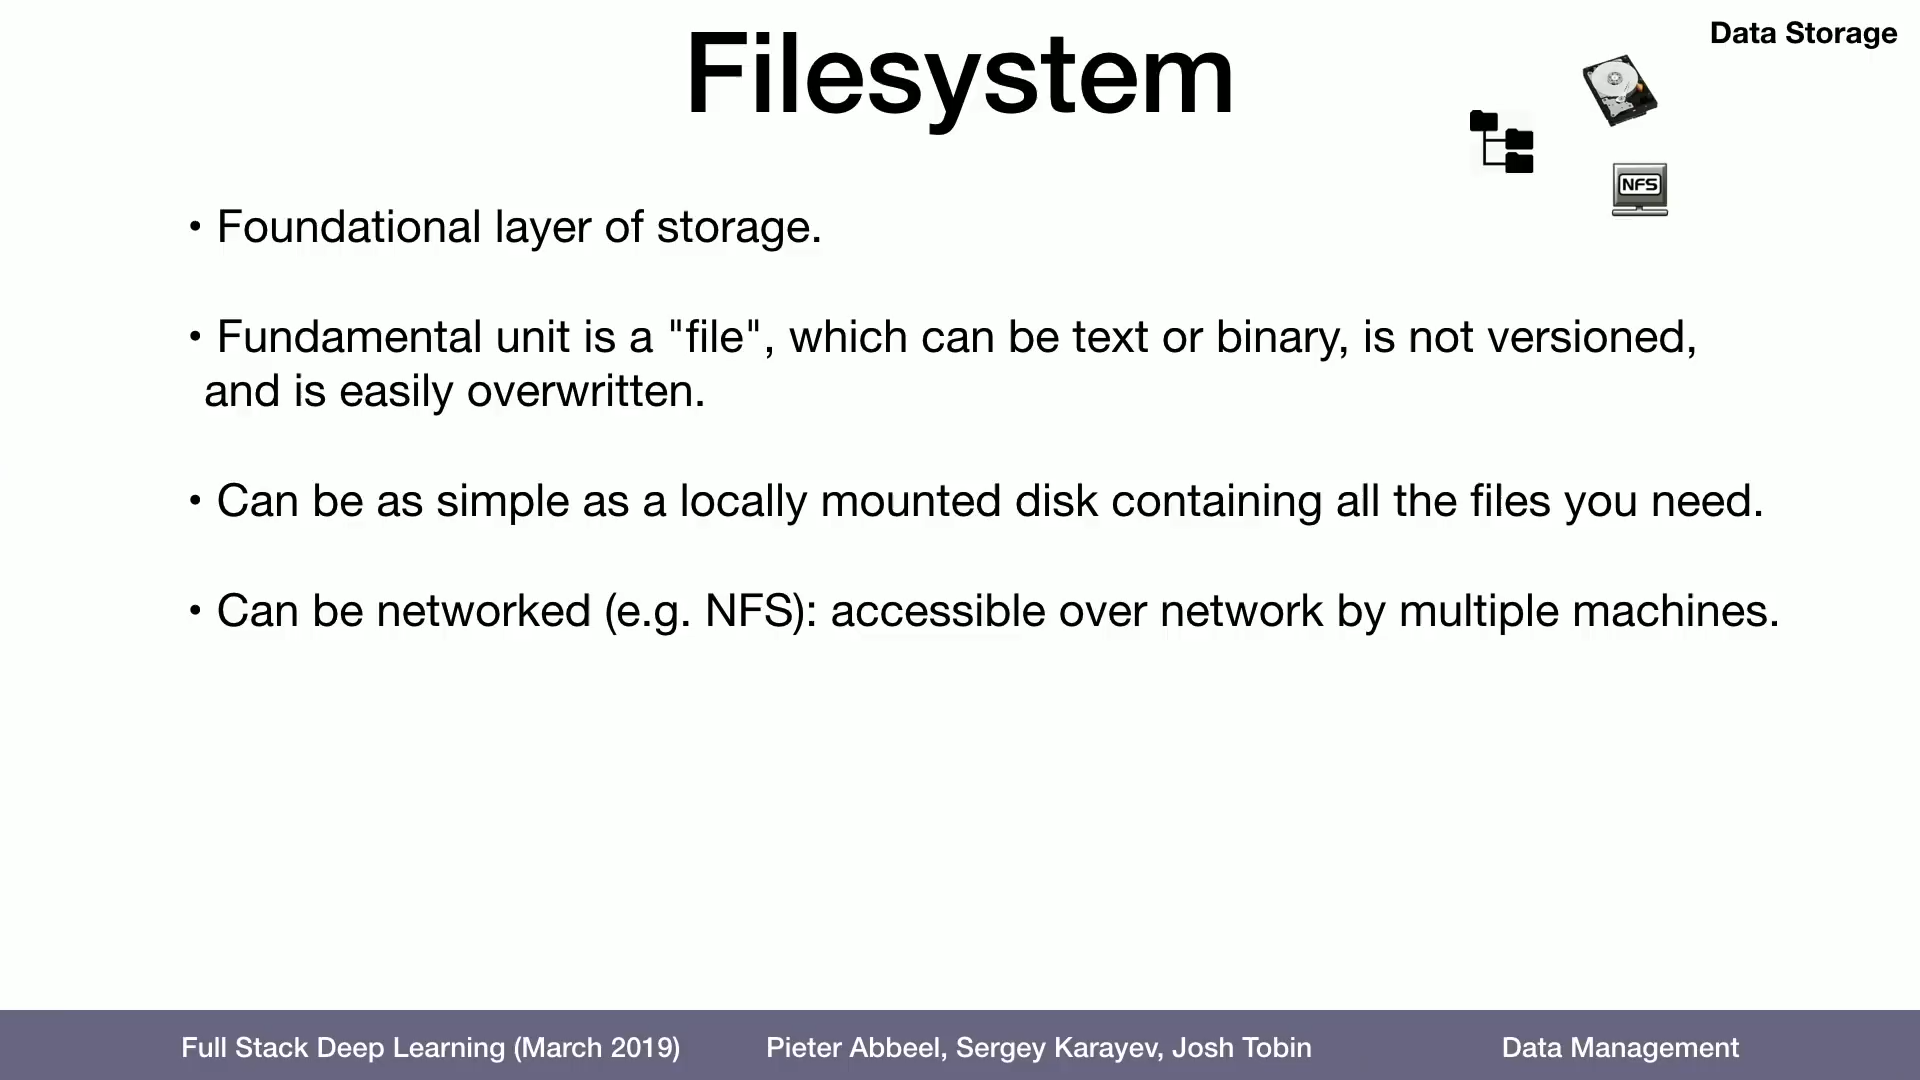 Data Storage
Filesystem
NFS
• Foundational layer of storage.
• Fundamental unit is a "file", which can be text or binary, is not versioned,
and is easily overwritten.
• Can be as simple as a locally mounted disk containing all the files you need.
• Can be networked (e.g. NFS): accessible over network by multiple machines.
Full Stack Deep Learning (March 2019)
Pieter Abbeel, Sergey Karayev, Josh Tobin
Data Management